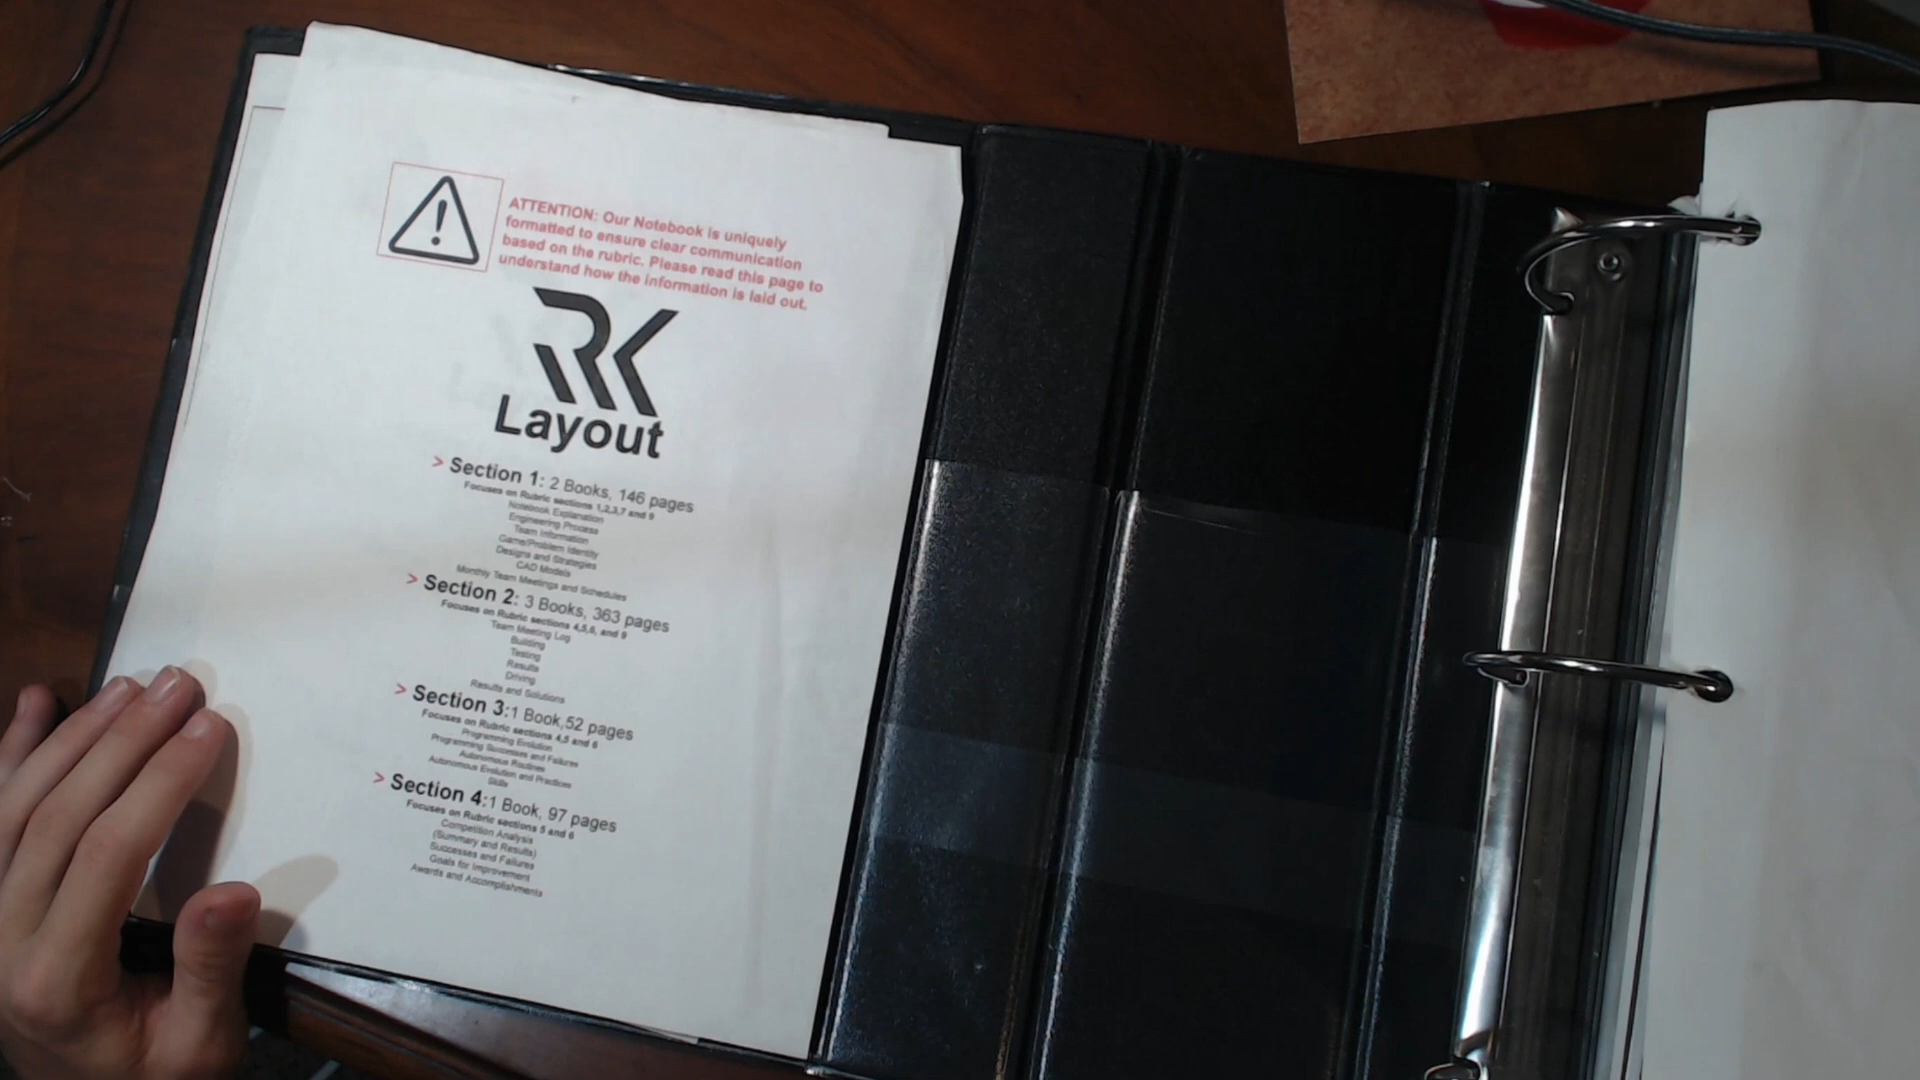 ATTENTION: Our Notebook is uniquely
formatted to ensure clear communication
based on the rubric. Please read this page to
understand how the information is laid out.
RK
Layout
> Section 1: 2 Books, 146 pages
Focuses on Rubric sections 1,2,3,7 and 9
Notebook Explanation
Engineering Process
Team Information
Game/Problem Identity
Designs and Strategies
CAD Models
Monthly Team Meetings and Schedules
> Section 2: 3 Books, 363 pages
Focuses on Rubric sections 4,5,6, and 9
Team Meeting Log
Building
Testing
Results
Driving
Results and Solutions
> Section 3:1 Book,52 pages
Focuses on Rubric sections 4,5 and 6
Programming Evolution
Programming Successes and Failures
Autonomous Routines
Autonomous Evolution and Practices
Skills
> Section 4:1 Book, 97 pages
Focuses on Rubric sections 5 and 6
Competition Analysis
(Summary and Results)
Successes and Failures
Goals for Improvement
Awards and Accomplishments